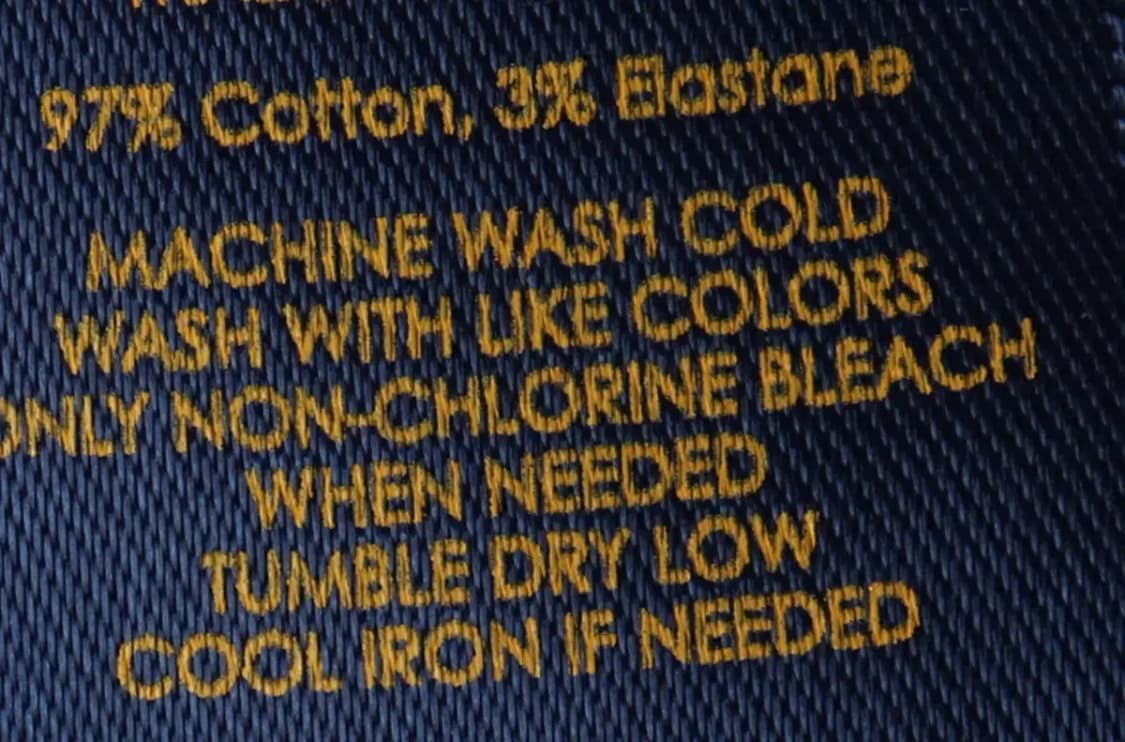 97% Cotton, 3% Elastane
MACHINE WASH COLD
WASH WITH LIKE COLORS
ONLY NON-CHLORINE BLEACH
WHEN NEEDED
TUMBLE DRY LOW
COOL IRON IF NEEDED